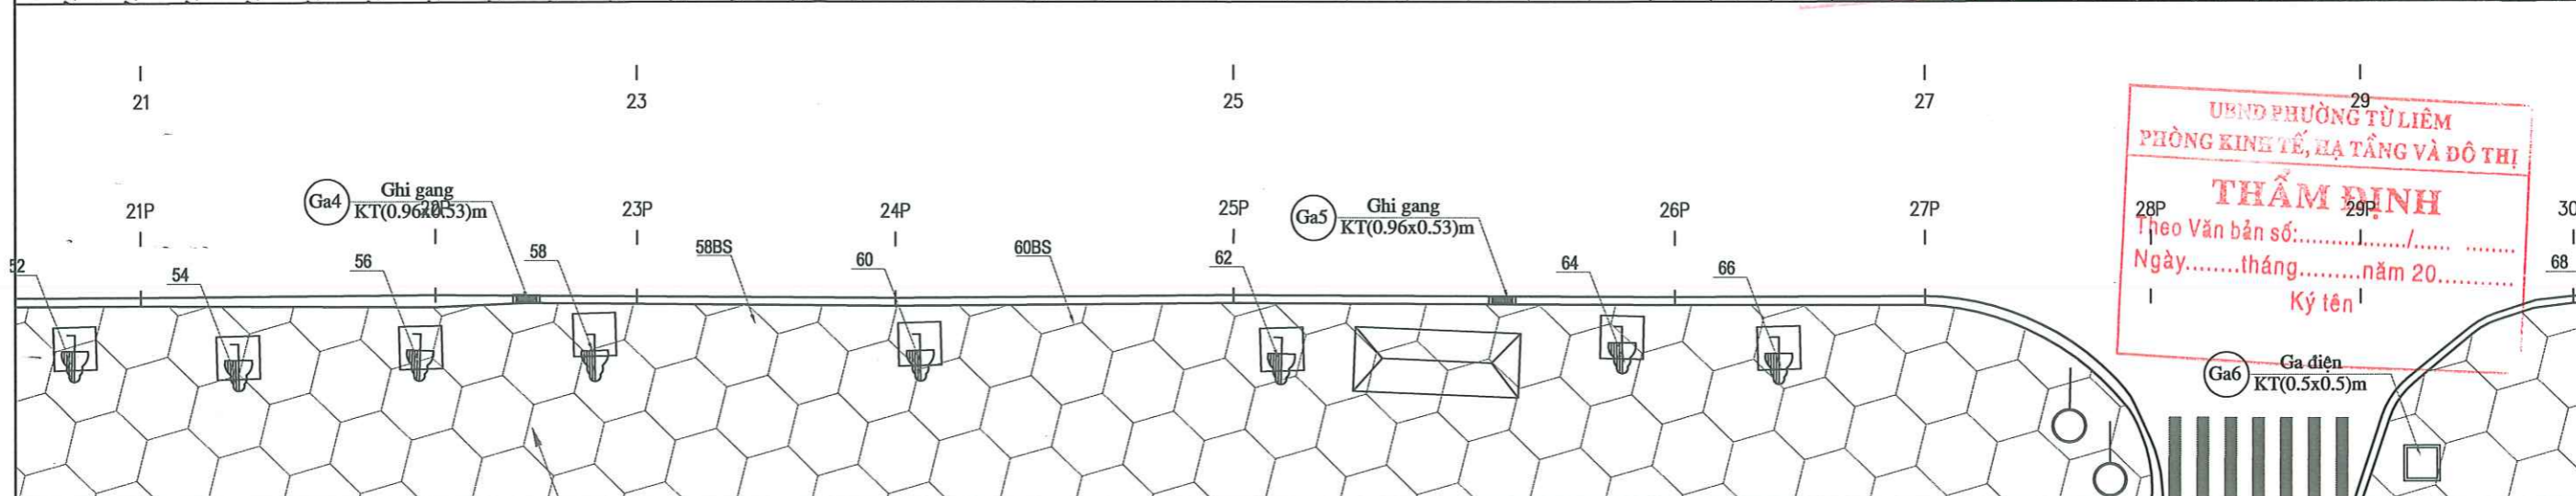 21
23
25
27
29
UBND PHƯỜNG TỪ LIÊM
PHÒNG KINH TẾ, HẠ TẦNG VÀ ĐÔ THỊ
THẨM ĐỊNH
Theo Văn bản số:................/...... ........
Ngày........tháng.........năm 20...........
Ký tên
Ga4
Ghi gang
KT(0.96x0.53)m
Ga5
Ghi gang
KT(0.96x0.53)m
21P
22P
23P
24P
25P
26P
27P
28P
29P
30
52
54
56
58
58BS
60
60BS
62
64
66
68
Ga6
Ga điện
KT(0.5x0.5)m